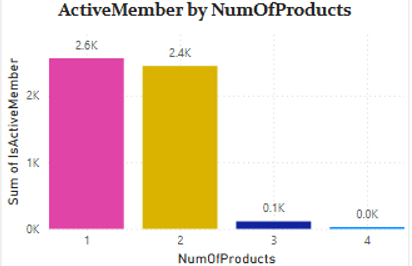 ActiveMember by NumOfProducts
Sum of IsActiveMember
2K
1K
0K
2.6K
2.4K
0.1K
0.0K
1
2
3
4
NumOfProducts